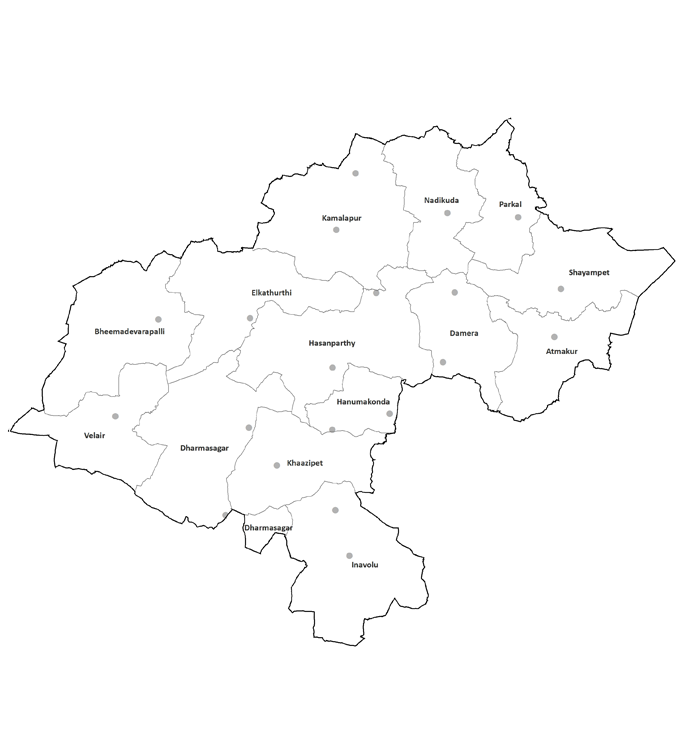 Nadikuda
Parkal
Kamalapur
Shayampet
Elkathurthi
Bheemadevarapalli
Damera
Hasanparthy
Atmakur
Hanumakonda
Velair
Dharmasagar
Khaazipet
Dharmasagar
Inavolu